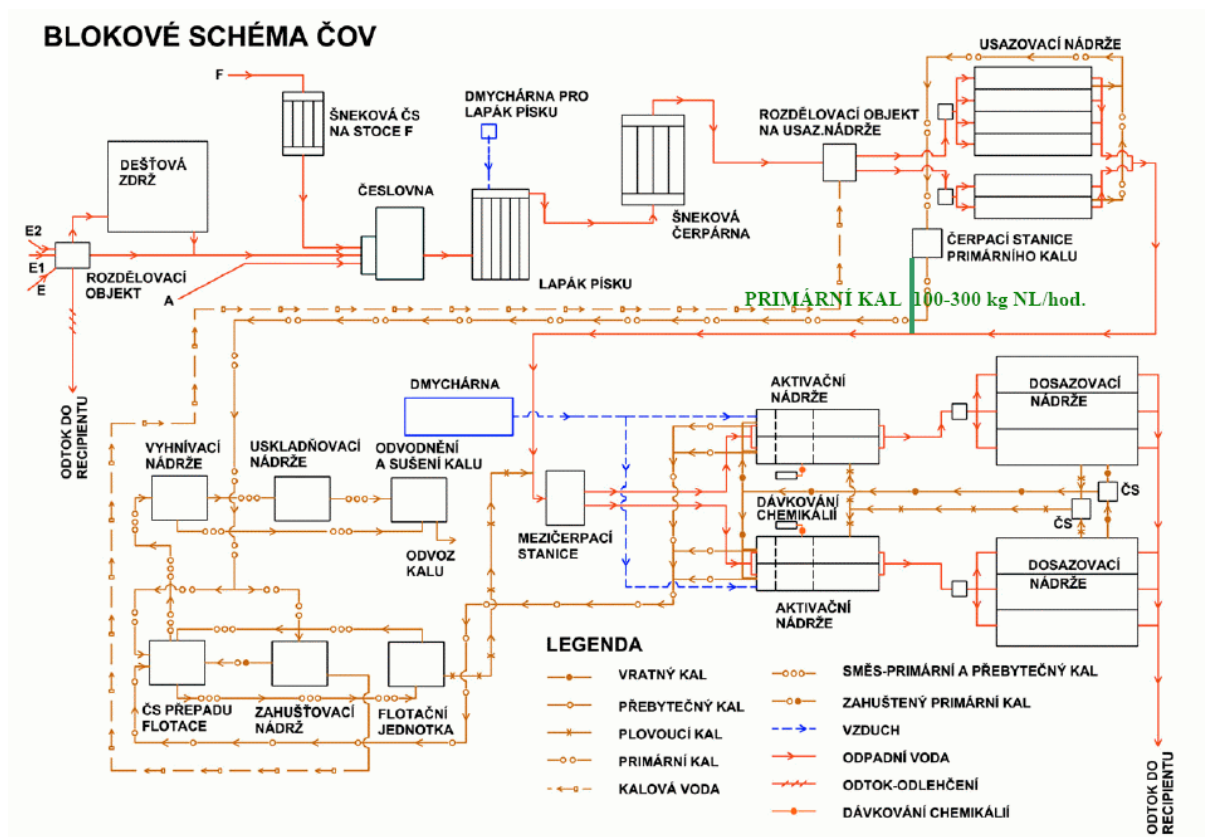 BLOKOVÉ SCHÉMA ČOV
F
ŠNEKOVÁ ČS
NA STOCE F
DMYCHÁRNA PRO
LAPÁK PÍSKU
USAZOVACÍ NÁDRŽE
ROZDĚLOVACÍ OBJEKT
NA USAZ.NÁDRŽE
DEŠŤOVÁ
ZDRŽ
ČESLOVNA
ŠNEKOVÁ
ČERPÁRNA
E2
E1
E
ROZDĚLOVACÍ
OBJEKT
A
LAPÁK PÍSKU
ČERPACÍ STANICE
PRIMÁRNÍHO KALU
PRIMÁRNÍ KAL 100-300 kg NL/hod.
ODTOK DO
RECIPIENTU
DMYCHÁRNA
AKTIVAČNÍ
NÁDRŽE
DOSAZOVACÍ
NÁDRŽE
VYHNÍVACÍ
NÁDRŽE
USKLADŇOVACÍ
NÁDRŽE
ODVODNĚNÍ
A SUŠENÍ KALU
DÁVKOVÁNÍ
CHEMIKÁLIÍ
ČS
ČS
MEZIČERPACÍ
STANICE
ODVOZ
KALU
AKTIVAČNÍ
NÁDRŽE
DOSAZOVACÍ
NÁDRŽE
ČS PŘEPADU
FLOTACE
ZAHUŠŤOVACÍ
NÁDRŽ
FLOTAČNÍ
JEDNOTKA
LEGENDA
VRATNÝ KAL
PŘEBYTEČNÝ KAL
PLOVOUCÍ KAL
PRIMÁRNÍ KAL
KALOVÁ VODA
SMĚS-PRIMÁRNÍ A PŘEBYTEČNÝ KAL
ZAHUŠTĚNÝ PRIMÁRNÍ KAL
VZDUCH
ODPADNÍ VODA
ODTOK-ODLEHČENÍ
DÁVKOVÁNÍ CHEMIKÁLIÍ
ODTOK DO
RECIPIENTU